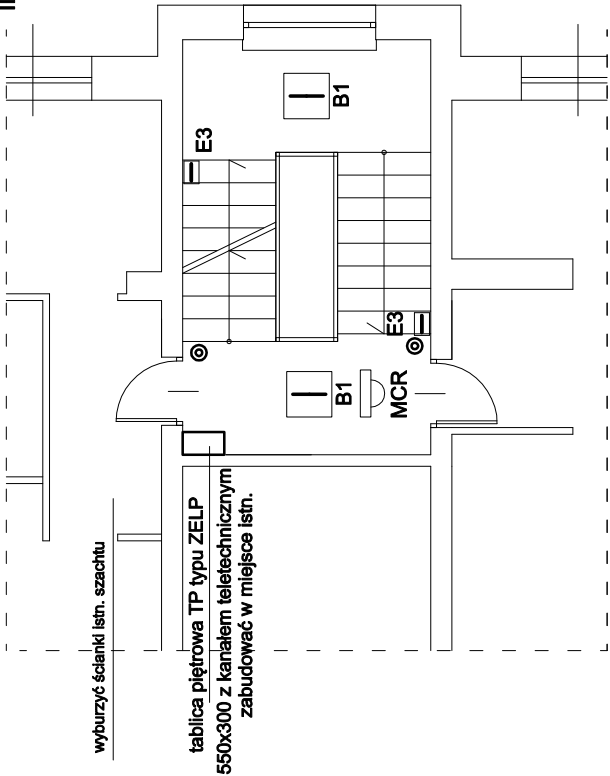 E3
B1
E3
B1
MCR
wyburzyć ścianki istn. szachtu
tablica piętrowa TP typu ZELP
550x300 z kanałem teletechnicznym
zabudować w miejsce istn.